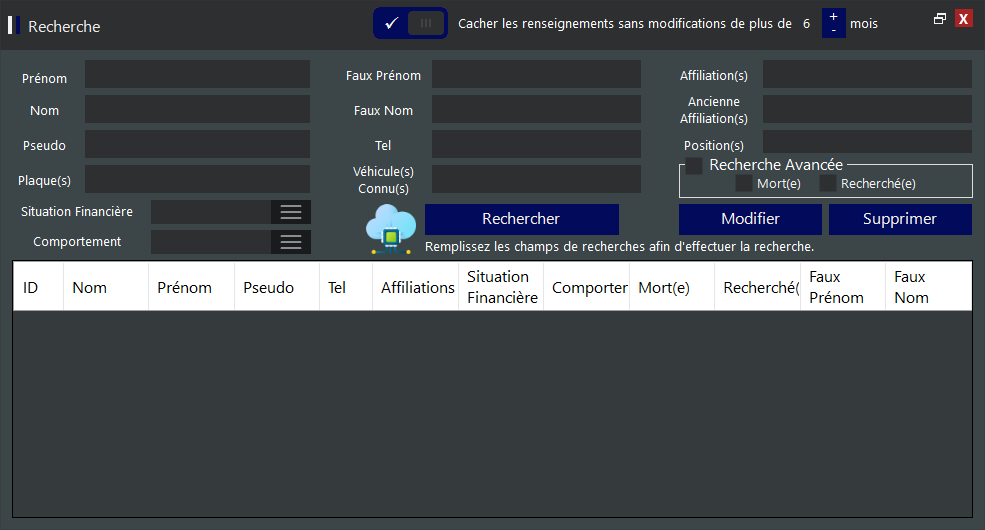 Recherche
Cacher les renseignements sans modifications de plus de 6 + - mois
X
Prénom
Faux Prénom
Affiliation(s)
Nom
Faux Nom
Ancienne
Affiliation(s)
Pseudo
Tel
Position(s)
Plaque(s)
Véhicule(s)
Connu(s)
Recherche Avancée
Mort(e)
Recherché(e)
Situation Financière
Comportement
Rechercher
Modifier
Supprimer
Remplissez les champs de recherches afin d'effectuer la recherche.
ID
Nom
Prénom
Pseudo
Tel
Affiliations
Situation
Financière
Comporter
Mort(e)
Recherché(
Faux
Prénom
Faux
Nom